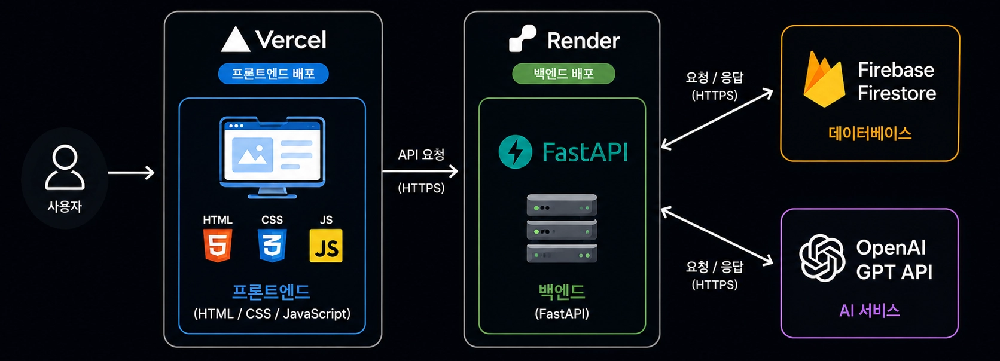 사용자
Vercel
프론트엔드 배포
HTML
CSS
JS
JS
프론트엔드
(HTML / CSS / JavaScript)
API 요청
(HTTPS)
Render
백엔드 배포
FastAPI
백엔드
(FastAPI)
요청 / 응답
(HTTPS)
Firebase
Firestore
데이터베이스
요청 / 응답
(HTTPS)
OpenAI
GPT API
AI 서비스